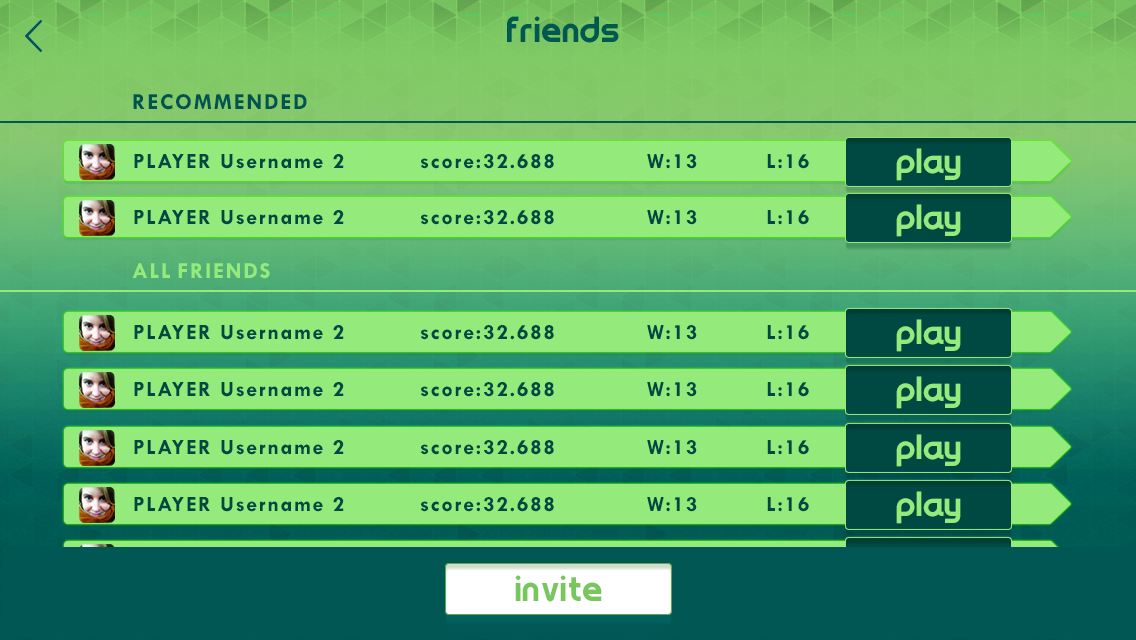 friends
RECOMMENDED
PLAYER Username 2 score:32.688 W:13 L:16 play
PLAYER Username 2 score:32.688 W:13 L:16 play
ALL FRIENDS
PLAYER Username 2 score:32.688 W:13 L:16 play
PLAYER Username 2 score:32.688 W:13 L:16 play
PLAYER Username 2 score:32.688 W:13 L:16 play
PLAYER Username 2 score:32.688 W:13 L:16 play
invite